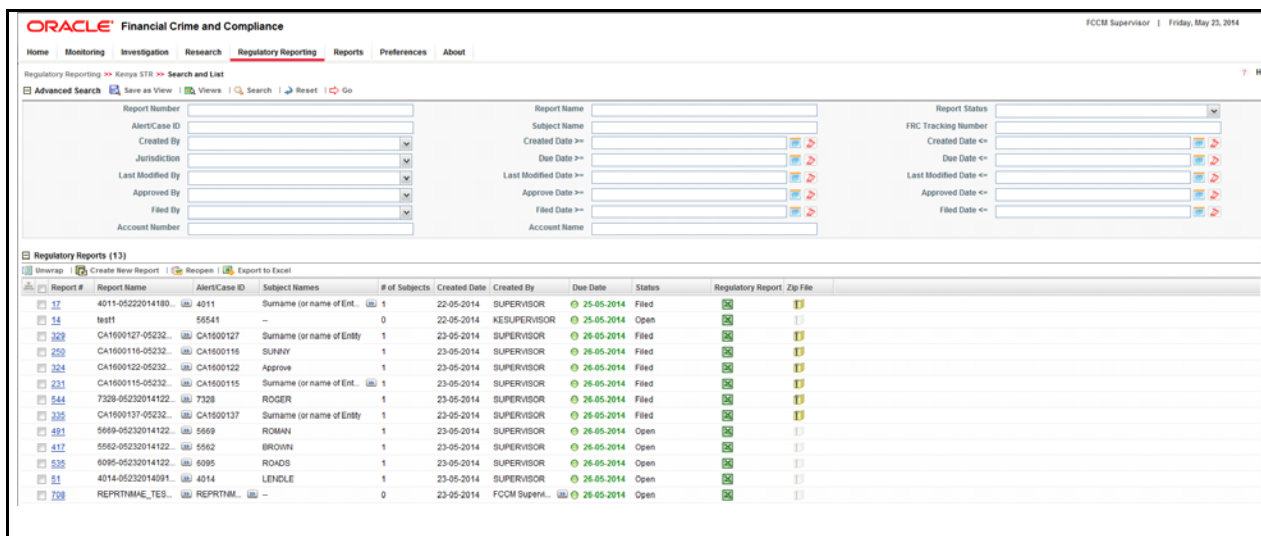 ORACLE® Financial Crime and Compliance FCCM Supervisor | Friday, May 23, 2014
Home Monitoring Investigation Research Regulatory Reporting Reports Preferences About
Regulatory Reporting >> Kenya STR >> Search and List ? H
Advanced Search Save as View | Views | Search | Reset | Go
Report Number Report Name Report Status
Alert/Case ID Subject Name FRC Tracking Number
Created By Created Date >= Created Date <=
Jurisdiction Due Date >= Due Date <=
Last Modified By Last Modified Date >= Last Modified Date <=
Approved By Approve Date >= Approved Date <=
Filed By Filed Date >= Filed Date <=
Account Number Account Name
Regulatory Reports (13)
Unwrap | Create New Report | Reopen | Export to Excel
Report # Report Name Alert/Case ID Subject Names # of Subjects Created Date Created By Due Date Status Regulatory Report Zip File
17 4011-05222014180... 4011 Surname (or name of Ent... 1 22-05-2014 SUPERVISOR 25-05-2014 Filed
14 test1 56541 -- 0 22-05-2014 KESUPERVISOR 25-05-2014 Open
329 CA1600127-05232... CA1600127 Surname (or name of Entity 1 23-05-2014 SUPERVISOR 26-05-2014 Filed
250 CA1600116-05232... CA1600116 SUNNY 1 23-05-2014 SUPERVISOR 26-05-2014 Filed
324 CA1600122-05232... CA1600122 Approve 1 23-05-2014 SUPERVISOR 26-05-2014 Filed
231 CA1600115-05232... CA1600115 Surname (or name of Ent... 1 23-05-2014 SUPERVISOR 26-05-2014 Filed
544 7328-05232014122... 7328 ROGER 1 23-05-2014 SUPERVISOR 26-05-2014 Filed
335 CA1600137-05232... CA1600137 Surname (or name of Entity 1 23-05-2014 SUPERVISOR 26-05-2014 Filed
491 5669-05232014122... 5669 ROMAN 1 23-05-2014 SUPERVISOR 26-05-2014 Open
417 5562-05232014122... 5562 BROWN 1 23-05-2014 SUPERVISOR 26-05-2014 Open
535 6095-05232014122... 6095 ROADS 1 23-05-2014 SUPERVISOR 26-05-2014 Open
51 4014-05232014091... 4014 LENDLE 1 23-05-2014 SUPERVISOR 26-05-2014 Open
708 REPRTNMAE_TES... REPRTNM... -- 0 23-05-2014 FCCM Supervi... 26-05-2014 Open